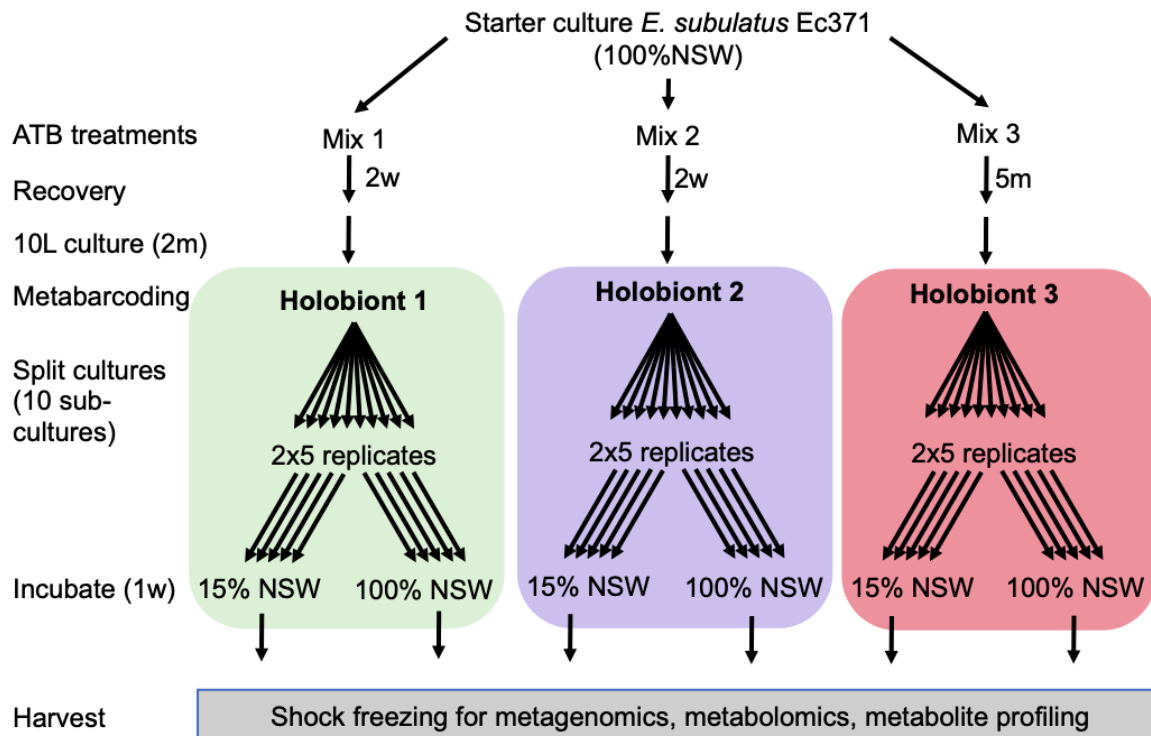 Starter culture E. subulatus Ec371
(100%NSW)
ATB treatments
Mix 1
Mix 2
Mix 3
Recovery
2w
2w
5m
10L culture (2m)
Metabarcoding
Holobiont 1
Holobiont 2
Holobiont 3
Split cultures
(10 sub-
cultures)
2x5 replicates
2x5 replicates
2x5 replicates
Incubate (1w)
15% NSW
100% NSW
15% NSW
100% NSW
15% NSW
100% NSW
Harvest
Shock freezing for metagenomics, metabolomics, metabolite profiling